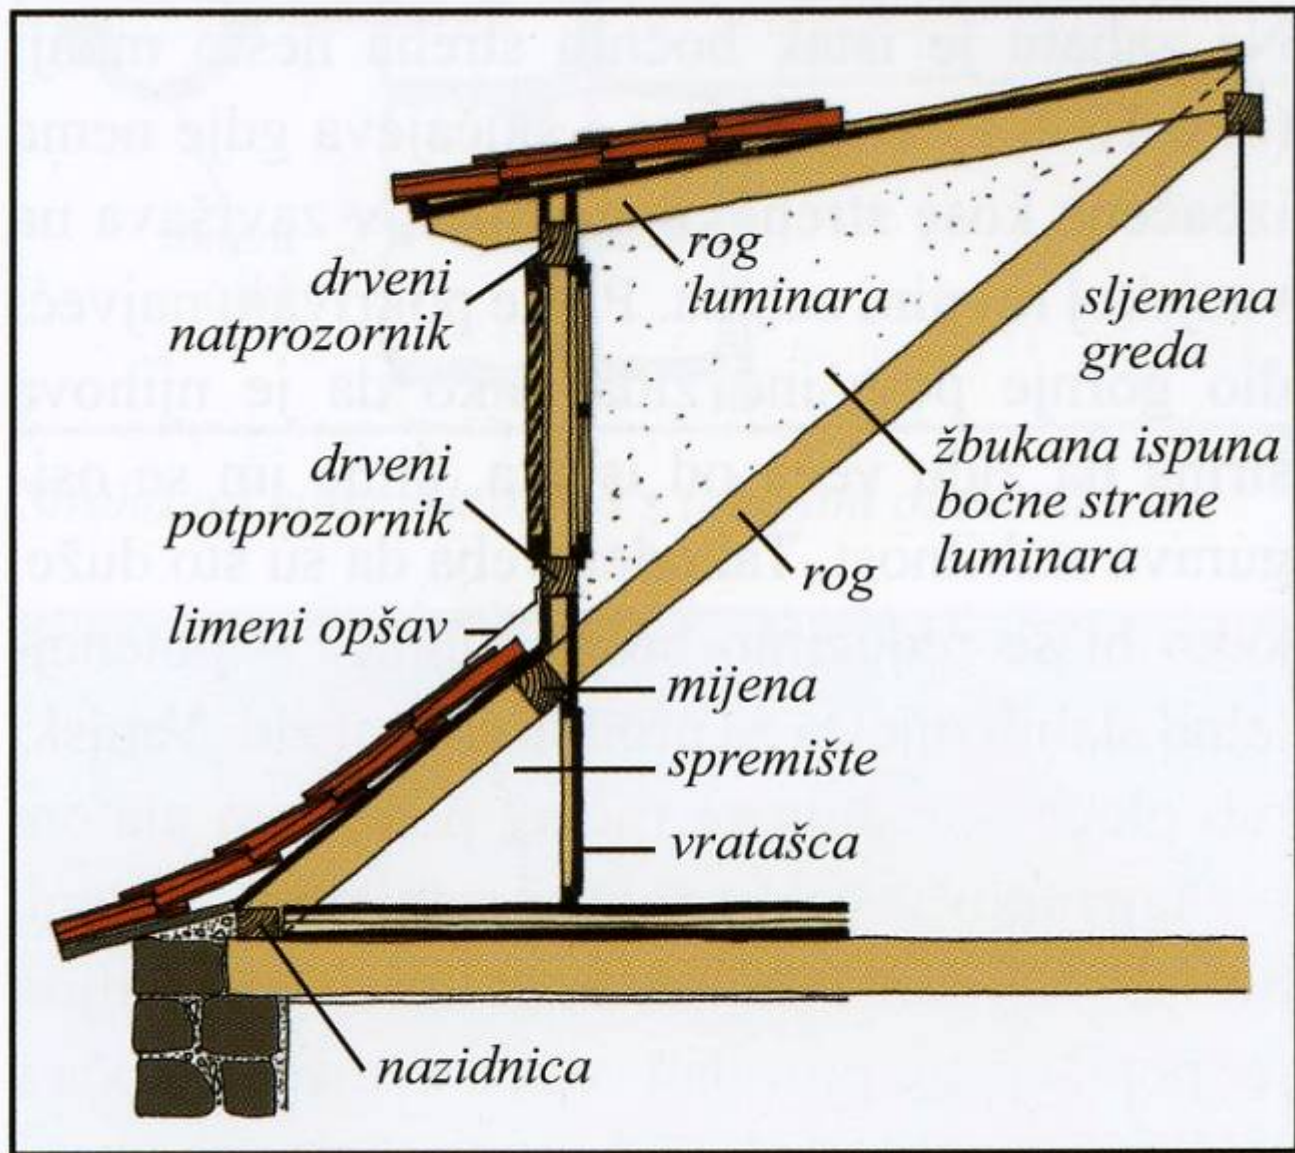 rog
luminara
drveni
natprozornik
sljemena
greda
drveni
potprozornik
žbukana ispuna
bočne strane
luminara
rog
limeni opšav
mijena
spremište
vratašca
nazidnica